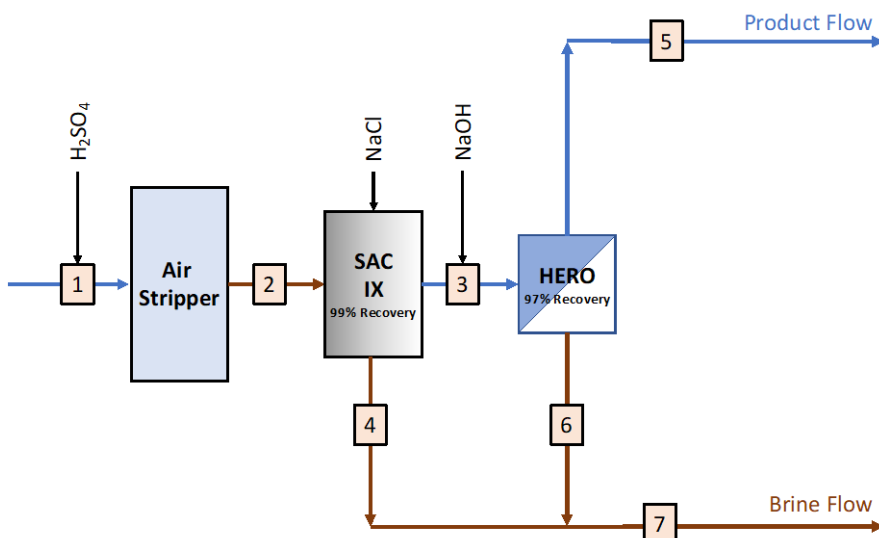 Product Flow
5
H₂SO₄
NaCl
NaOH
1
Air
Stripper
2
SAC
IX
99% Recovery
3
HERO
97% Recovery
4
6
Brine Flow
7